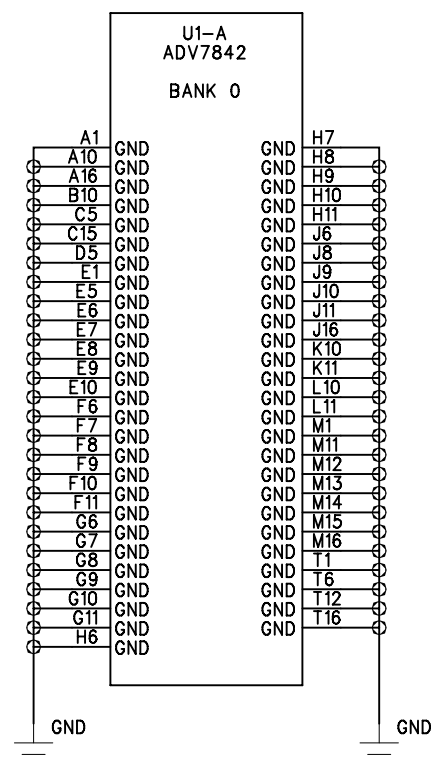 U1-A
ADV7842
BANK 0
A1 GND GND H7
A10 GND GND H8
A16 GND GND H9
B10 GND GND H10
C5 GND GND H11
C15 GND GND J6
D5 GND GND J8
E1 GND GND J9
E5 GND GND J10
E6 GND GND J11
E7 GND GND J16
E8 GND GND K10
E9 GND GND K11
E10 GND GND L10
F6 GND GND L11
F7 GND GND M1
F8 GND GND M11
F9 GND GND M12
F10 GND GND M13
F11 GND GND M14
G6 GND GND M15
G7 GND GND M16
G8 GND GND T1
G9 GND GND T6
G10 GND GND T12
G11 GND GND T16
H6 GND
GND GND